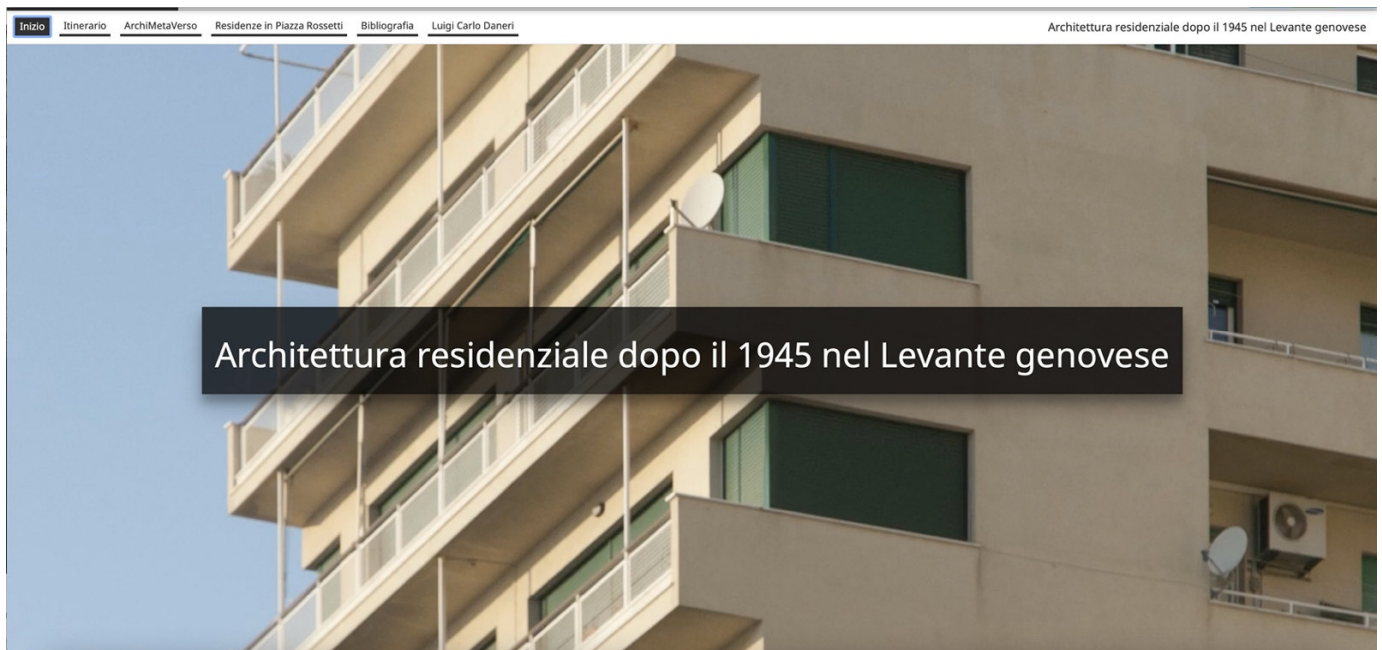 Inizio Itinerario ArchiMetaVerso Residenze in Piazza Rossetti Bibliografia Luigi Carlo Daneri Architettura residenziale dopo il 1945 nel Levante genovese
Architettura residenziale dopo il 1945 nel Levante genovese